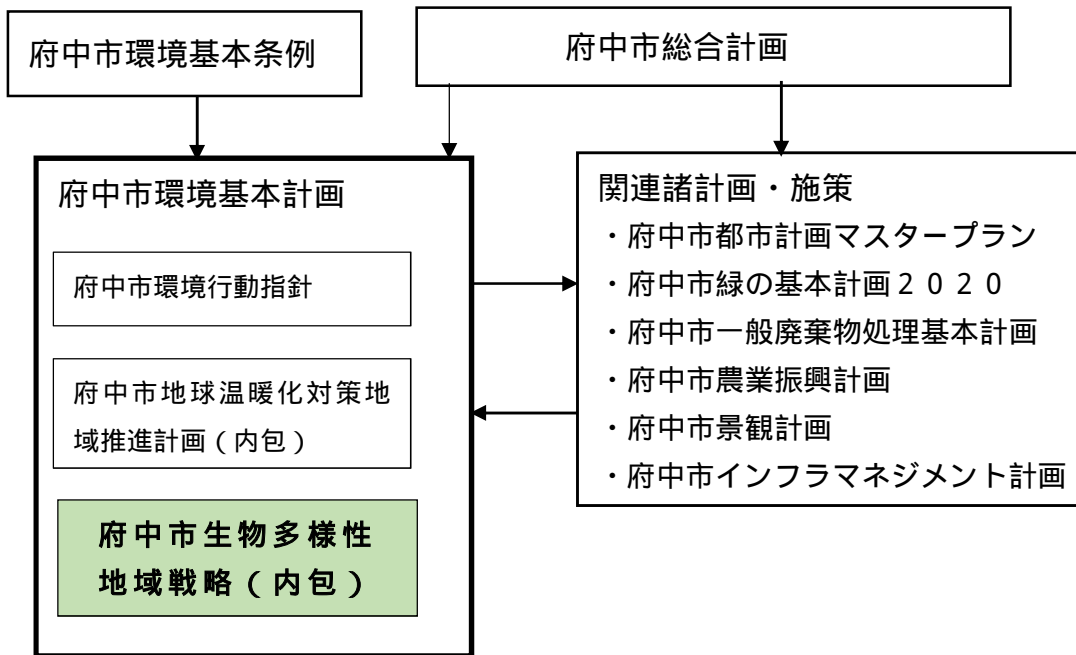 府中市環境基本条例
府中市総合計画
府中市環境基本計画
府中市環境行動指針
府中市地球温暖化対策地
域推進計画（内包）
府中市生物多様性
地域戦略（内包）
関連諸計画・施策
・府中市都市計画マスタープラン
・府中市緑の基本計画２０２０
・府中市一般廃棄物処理基本計画
・府中市農業振興計画
・府中市景観計画
・府中市インフラマネジメント計画